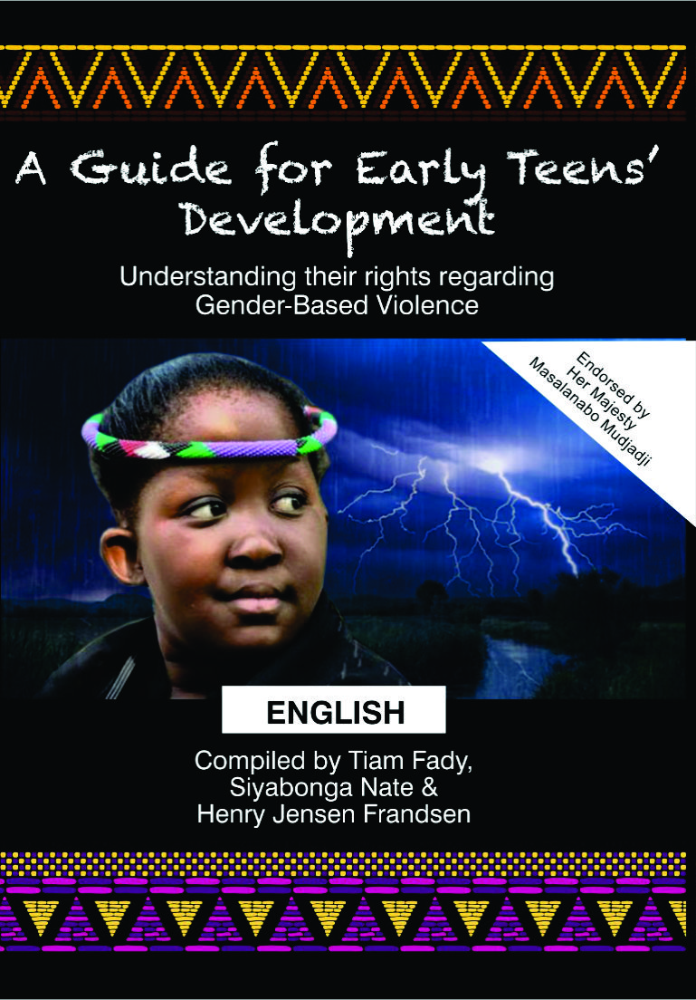 A Guide for Early Teens'
Development
Understanding their rights regarding
Gender-Based Violence
Endorsed by
Her Majesty
Masalanabo Mudjadji
ENGLISH
Compiled by Tiam Fady,
Siyabonga Nate &
Henry Jensen Frandsen